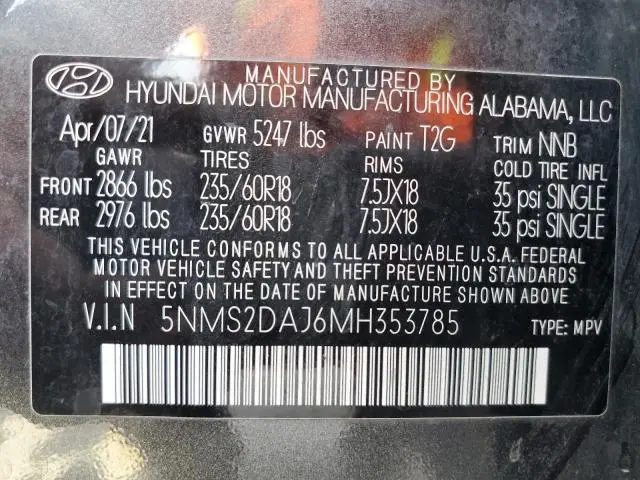 MANUFACTURED BY
HYUNDAI MOTOR MANUFACTURING ALABAMA, LLC
Apr/07/21 GVWR 5247 lbs PAINT T2G TRIM NNB
GAWR TIRES RIMS COLD TIRE INFL
FRONT 2866 lbs 235/60R18 7.5JX18 35 psi SINGLE
REAR 2976 lbs 235/60R18 7.5JX18 35 psi SINGLE
THIS VEHICLE CONFORMS TO ALL APPLICABLE U.S.A. FEDERAL
MOTOR VEHICLE SAFETY AND THEFT PREVENTION STANDARDS
IN EFFECT ON THE DATE OF MANUFACTURE SHOWN ABOVE.
V.I.N 5NMS2DAJ6MH353785 TYPE: MPV